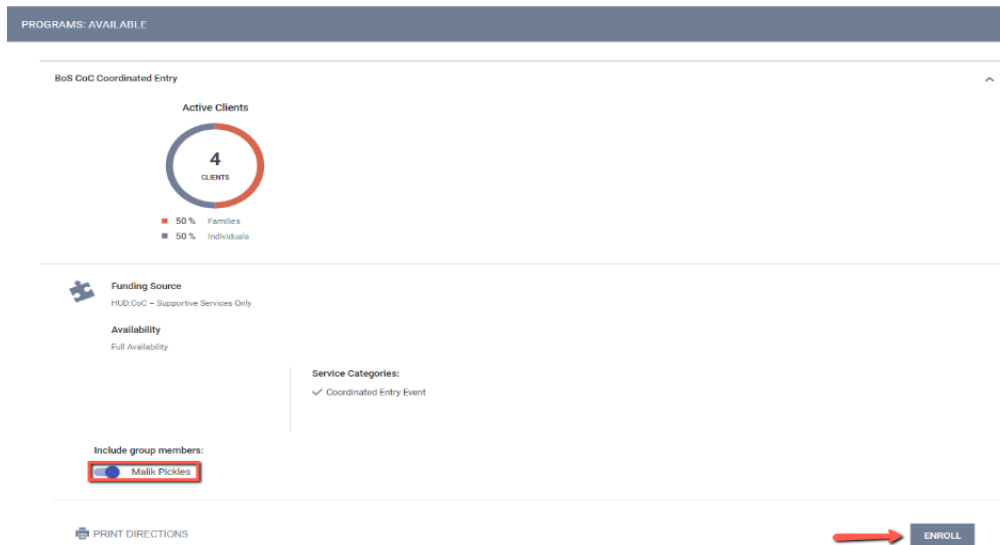 PROGRAMS: AVAILABLE
BoS CoC Coordinated Entry
Active Clients
4
CLIENTS
50 % Families
50 % Individuals
Funding Source
HUD:CoC – Supportive Services Only
Availability
Full Availability
Service Categories:
Coordinated Entry Event
Include group members:
Malik Pickles
PRINT DIRECTIONS
ENROLL